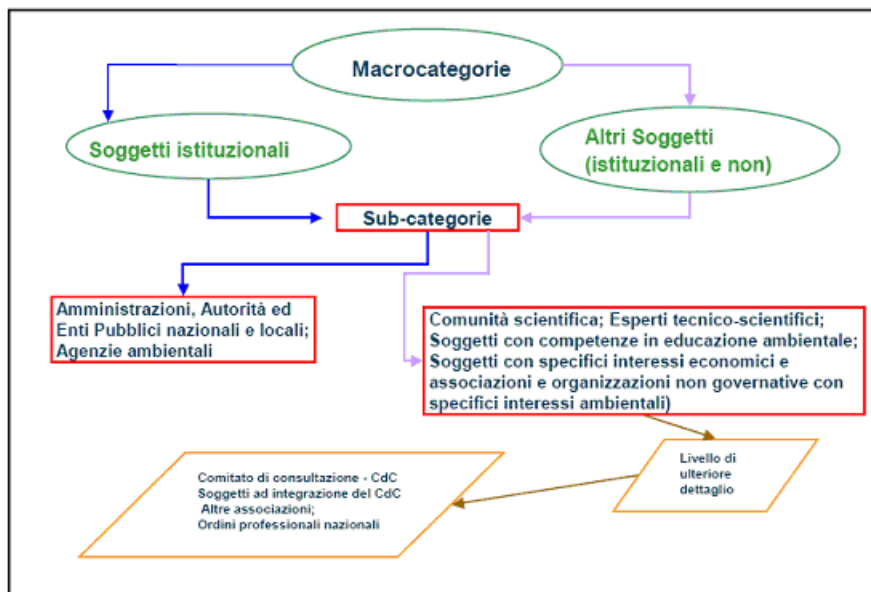 Macrocategorie
Soggetti istituzionali
Altri Soggetti
(istituzionali e non)
Sub-categorie
Amministrazioni, Autorità ed
Enti Pubblici nazionali e locali;
Agenzie ambientali
Comunità scientifica; Esperti tecnico-scientifici;
Soggetti con competenze in educazione ambientale;
Soggetti con specifici interessi economici e
associazioni e organizzazioni non governative con
specifici interessi ambientali)
Livello di
ulteriore
dettaglio
Comitato di consultazione - CdC
Soggetti ad integrazione del CdC
Altre associazioni;
Ordini professionali nazionali